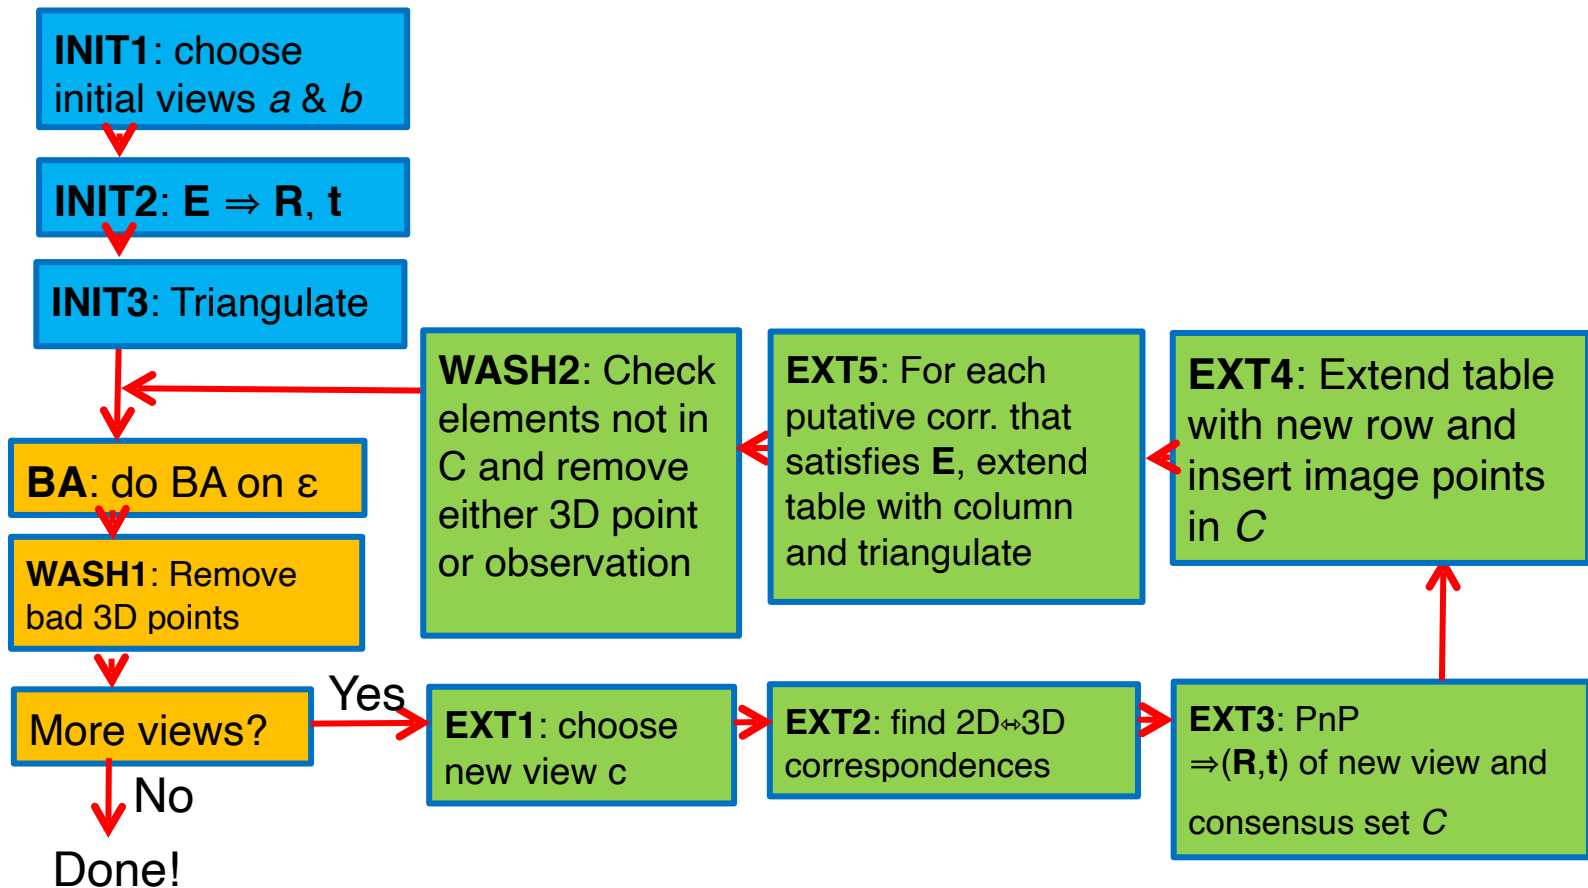 INIT1: choose
initial views a & b
INIT2: E ⇒ R, t
INIT3: Triangulate
BA: do BA on ε
WASH1: Remove
bad 3D points
More views?
Yes
No
Done!
EXT1: choose
new view c
EXT2: find 2D⇔3D
correspondences
EXT3: PnP
⇒(R,t) of new view and
consensus set C
EXT4: Extend table
with new row and
insert image points
in C
EXT5: For each
putative corr. that
satisfies E, extend
table with column
and triangulate
WASH2: Check
elements not in
C and remove
either 3D point
or observation